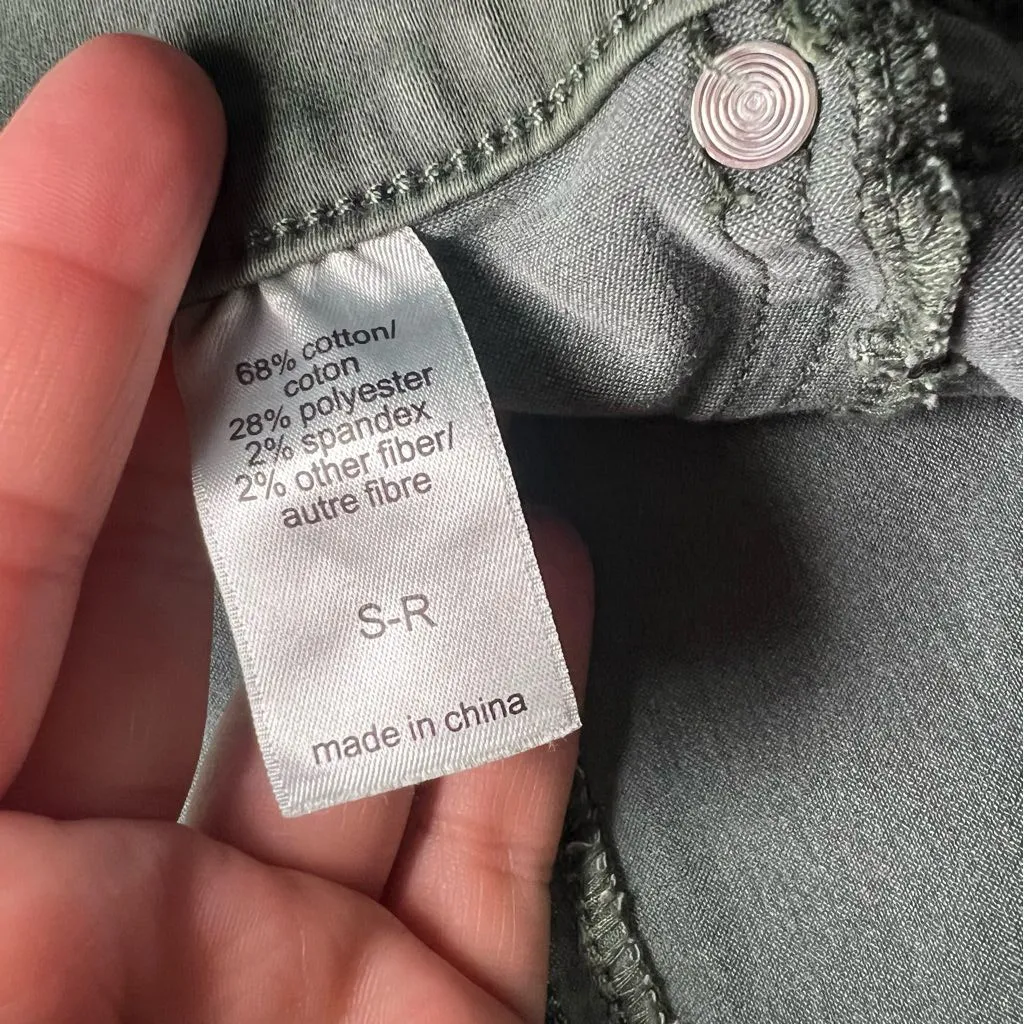 68% cotton/
coton
28% polyester
2% spandex
2% other fiber/
autre fibre
S-R
made in china